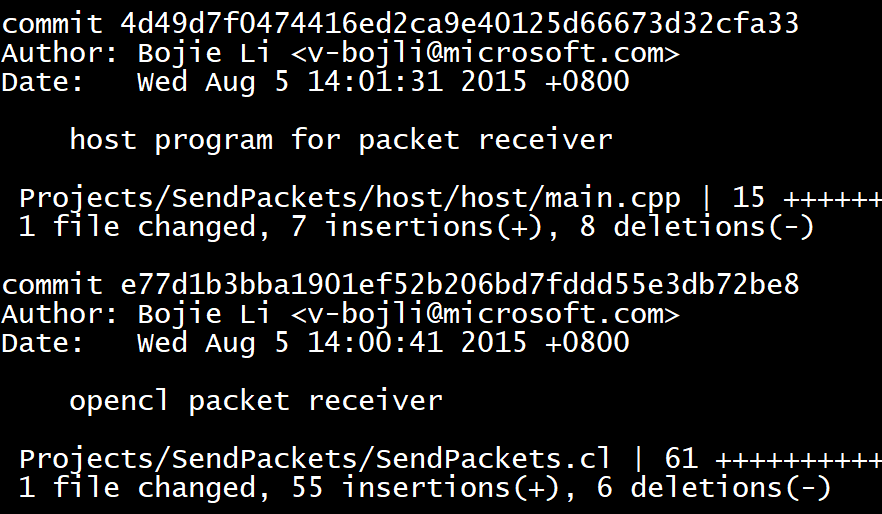 commit 4d49d7f0474416ed2ca9e40125d66673d32cfa33
Author: Bojie Li <v-bojli@microsoft.com>
Date:   Wed Aug 5 14:01:31 2015 +0800
host program for packet receiver
Projects/SendPackets/host/host/main.cpp | 15 ++++++
1 file changed, 7 insertions(+), 8 deletions(-)
commit e77d1b3bba1901ef52b206bd7fddd55e3db72be8
Author: Bojie Li <v-bojli@microsoft.com>
Date:   Wed Aug 5 14:00:41 2015 +0800
opencl packet receiver
Projects/SendPackets/SendPackets.cl | 61 ++++++++++
1 file changed, 55 insertions(+), 6 deletions(-)